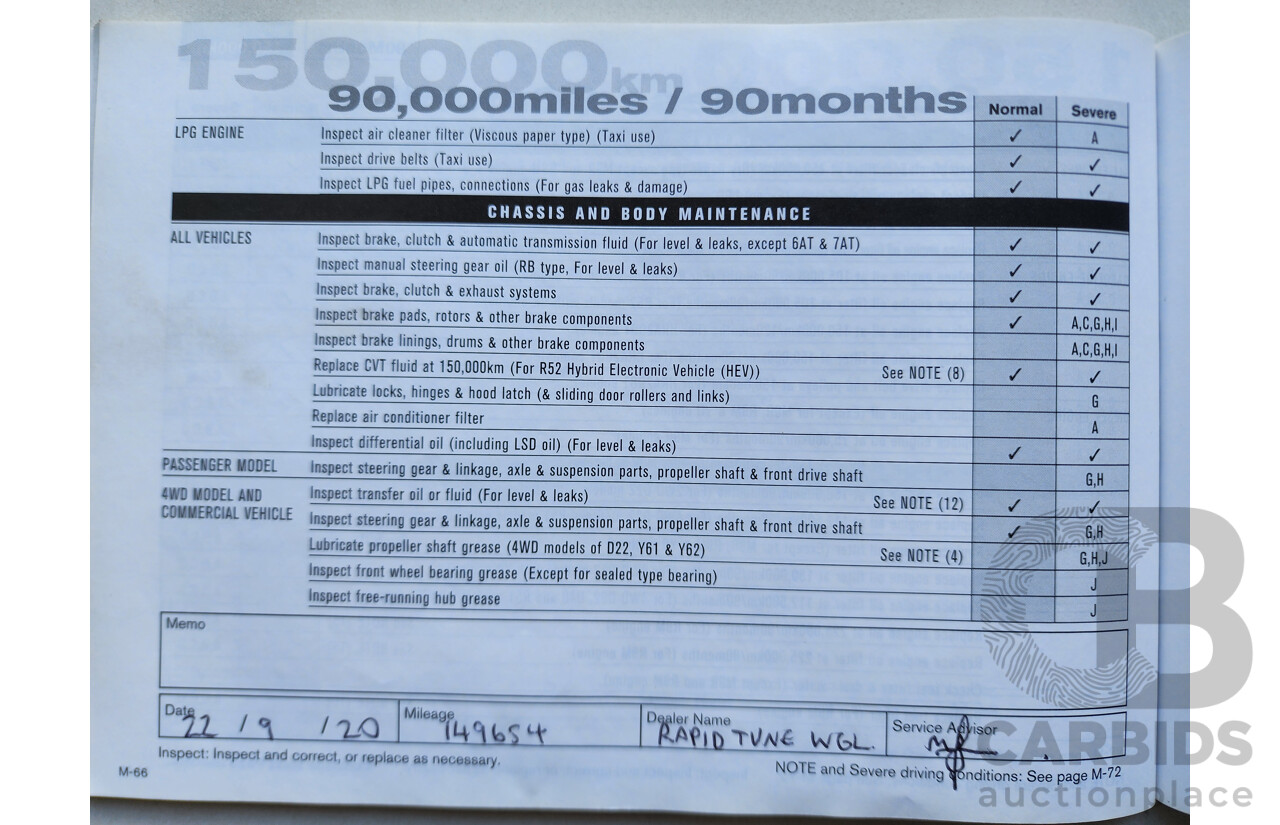 150,000km
90,000miles / 90months Normal Severe
LPG ENGINE Inspect air cleaner filter (Viscous paper type) (Taxi use) ✓ A
Inspect drive belts (Taxi use) ✓ ✓
Inspect LPG fuel pipes, connections (For gas leaks & damage) ✓ ✓
CHASSIS AND BODY MAINTENANCE
ALL VEHICLES Inspect brake, clutch & automatic transmission fluid (For level & leaks, except 6AT & 7AT) ✓ ✓
Inspect manual steering gear oil (RB type, For level & leaks) ✓ ✓
Inspect brake, clutch & exhaust systems ✓ ✓
Inspect brake pads, rotors & other brake components ✓ A,C,G,H,I
Inspect brake linings, drums & other brake components A,C,G,H,I
Replace CVT fluid at 150,000km (For R52 Hybrid Electronic Vehicle (HEV)) See NOTE (8) ✓ ✓
Lubricate locks, hinges & hood latch (& sliding door rollers and links) G
Replace air conditioner filter A
Inspect differential oil (including LSD oil) (For level & leaks) ✓ ✓
PASSENGER MODEL Inspect steering gear & linkage, axle & suspension parts, propeller shaft & front drive shaft G,H
4WD MODEL AND Inspect transfer oil or fluid (For level & leaks) See NOTE (12) ✓ ✓
COMMERCIAL VEHICLE Inspect steering gear & linkage, axle & suspension parts, propeller shaft & front drive shaft ✓ G,H
Lubricate propeller shaft grease (4WD models of D22, Y61 & Y62) See NOTE (4) G,H,J
Inspect front wheel bearing grease (Except for sealed type bearing) J
Inspect free-running hub grease J
Memo
Date 22 / 9 / 20 Mileage 149654 Dealer Name RAPID TUNE WGL. Service Advisor
Inspect: Inspect and correct, or replace as necessary.
NOTE and Severe driving conditions: See page M-72
M-66
CB
CARBIDS
auctionplace